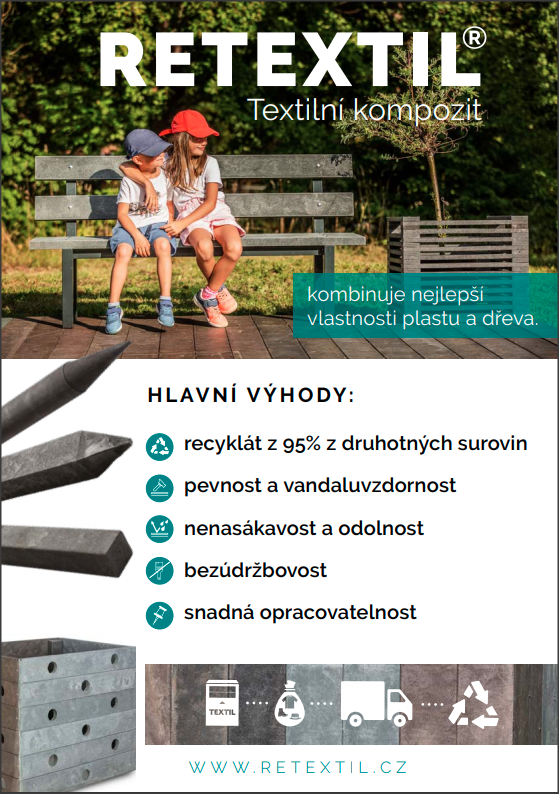 RETEXTIL®
Textilní kompozit
kombinuje nejlepší
vlastnosti plastu a dřeva.
HLAVNÍ VÝHODY:
recyklát z 95% z druhotných surovin
pevnost a vandaluvzdornost
nenasákavost a odolnost
bezúdržbovost
snadná opracovatelnost
TEXTIL
WWW.RETEXTIL.CZ